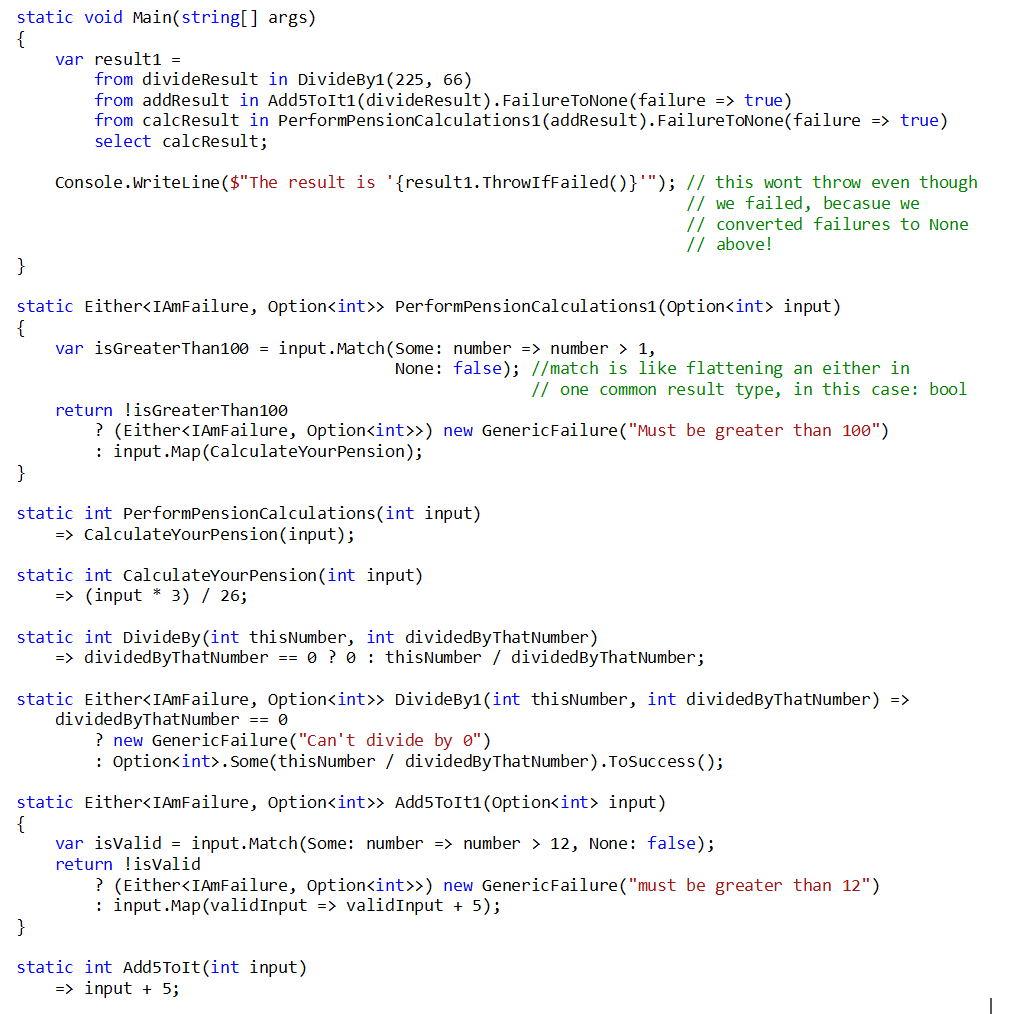 static void Main(string[] args)
{
    var result1 =
        from divideResult in DivideBy1(225, 66)
        from addResult in Add5ToIt1(divideResult).FailureToNone(failure => true)
        from calcResult in PerformPensionCalculations1(addResult).FailureToNone(failure => true)
        select calcResult;

    Console.WriteLine($"The result is '{result1.ThrowIfFailed()}'"); // this wont throw even though
                                                                     // we failed, becasue we
                                                                     // converted failures to None
                                                                     // above!
}

static Either<IAmFailure, Option<int>> PerformPensionCalculations1(Option<int> input)
{
    var isGreaterThan100 = input.Match(Some: number => number > 1,
                                       None: false); //match is like flattening an either in
                                                     // one common result type, in this case: bool
    return !isGreaterThan100
        ? (Either<IAmFailure, Option<int>>) new GenericFailure("Must be greater than 100")
        : input.Map(CalculateYourPension);
}

static int PerformPensionCalculations(int input)
    => CalculateYourPension(input);

static int CalculateYourPension(int input)
    => (input * 3) / 26;

static int DivideBy(int thisNumber, int dividedByThatNumber)
    => dividedByThatNumber == 0 ? 0 : thisNumber / dividedByThatNumber;

static Either<IAmFailure, Option<int>> DivideBy1(int thisNumber, int dividedByThatNumber) =>
    dividedByThatNumber == 0
        ? new GenericFailure("Can't divide by 0")
        : Option<int>.Some(thisNumber / dividedByThatNumber).ToSuccess();

static Either<IAmFailure, Option<int>> Add5ToIt1(Option<int> input)
{
    var isValid = input.Match(Some: number => number > 12, None: false);
    return !isValid
        ? (Either<IAmFailure, Option<int>>) new GenericFailure("must be greater than 12")
        : input.Map(validInput => validInput + 5);
}

static int Add5ToIt(int input)
    => input + 5;